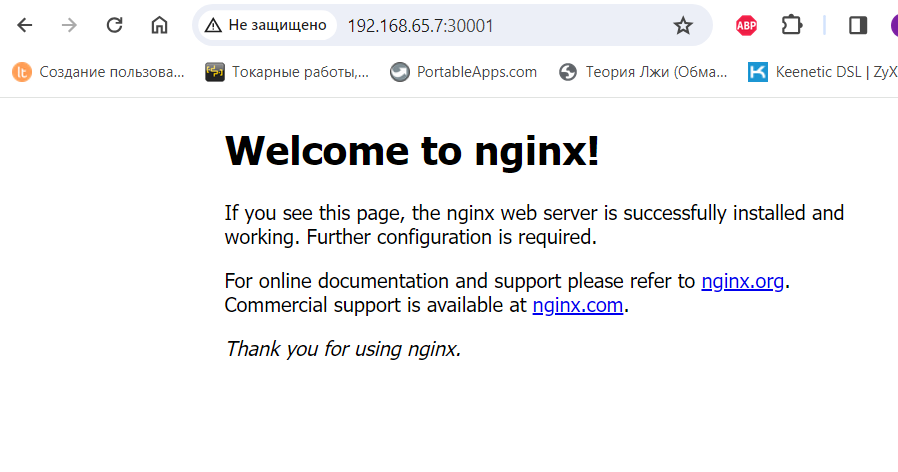 Не защищено 192.168.65.7:30001 ABP
Создание пользова... Токарные работы,... PortableApps.com Теория Лжи (Обма... Keenetic DSL | ZyX
Welcome to nginx!
If you see this page, the nginx web server is successfully installed and
working. Further configuration is required.
For online documentation and support please refer to nginx.org.
Commercial support is available at nginx.com.
Thank you for using nginx.